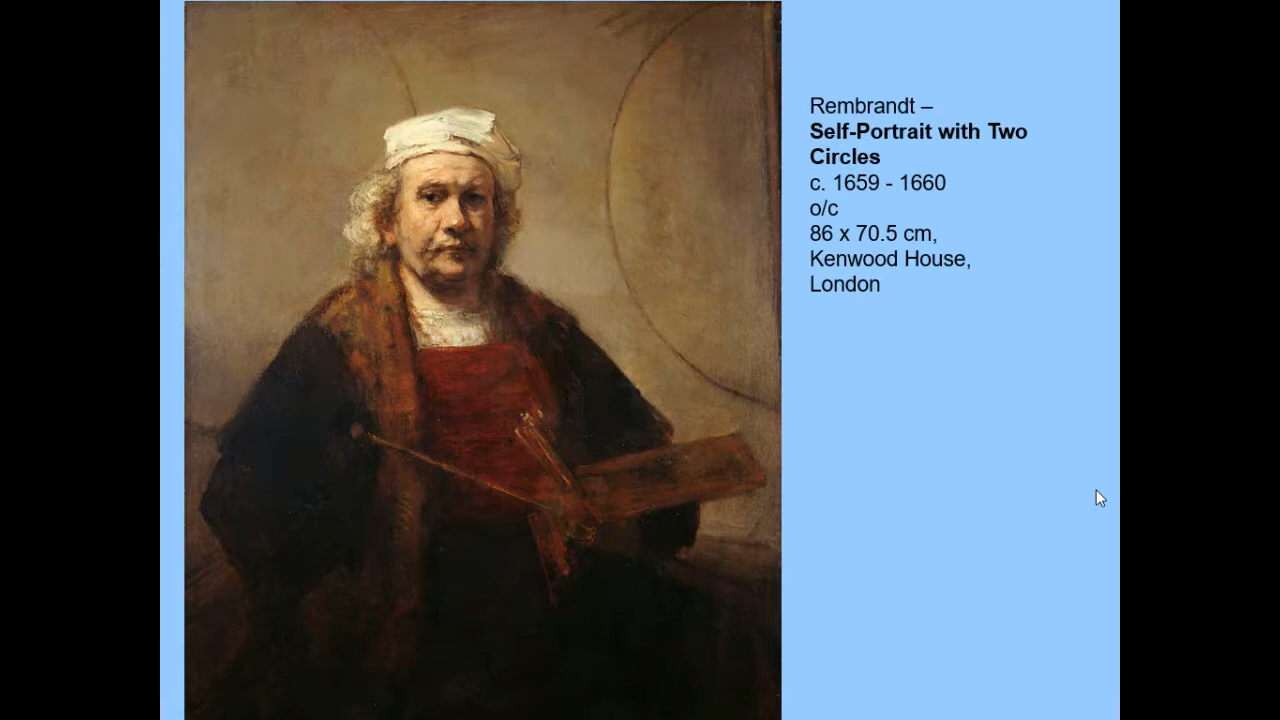 Rembrandt –
Self-Portrait with Two
Circles
c. 1659 - 1660
o/c
86 x 70.5 cm,
Kenwood House,
London